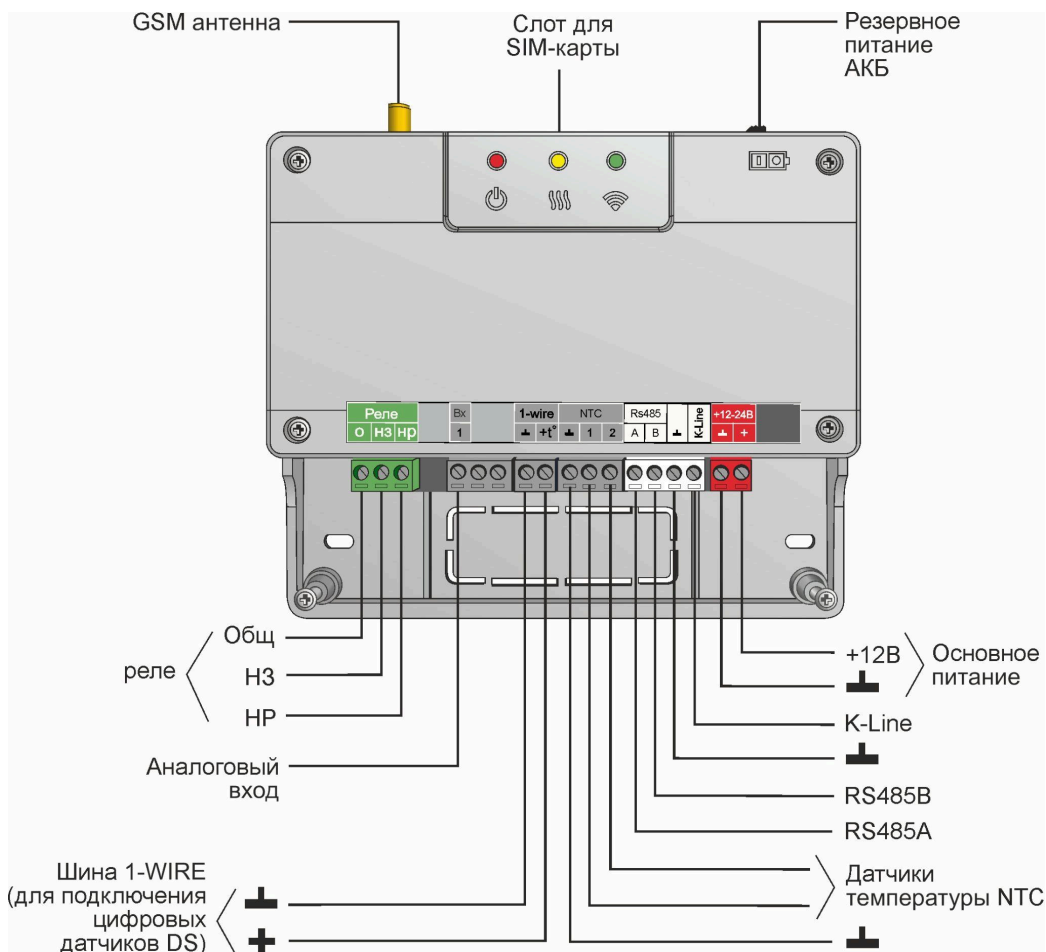 GSM антенна
Слот для
SIM-карты
Резервное
питание
АКБ
Реле
О НЗ НР
Вх
1
1-wire
+t°
NTC
1 2
Rs485
A B
K-Line
+12-24В
+
Общ
НЗ
НР
реле
Аналоговый
вход
Шина 1-WIRE
(для подключения
цифровых
датчиков DS)
+12В
Основное
питание
K-Line
RS485B
RS485A
Датчики
температуры NTC